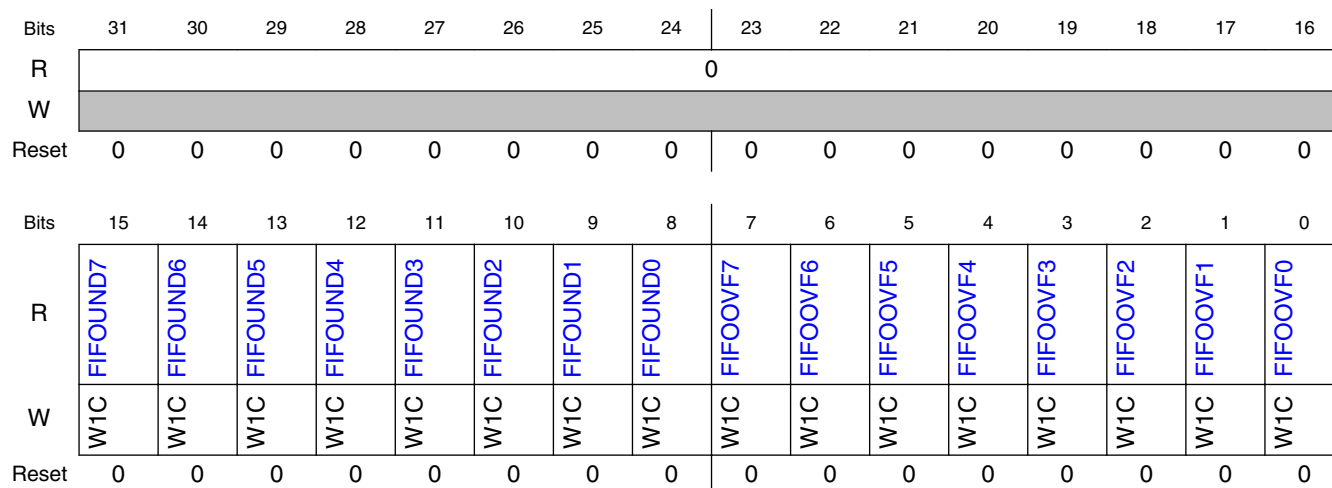 Bits 31 30 29 28 27 26 25 24 23 22 21 20 19 18 17 16
R 0
W
Reset 0 0 0 0 0 0 0 0 0 0 0 0 0 0 0 0
Bits 15 14 13 12 11 10 9 8 7 6 5 4 3 2 1 0
R FIFOUND7 FIFOUND6 FIFOUND5 FIFOUND4 FIFOUND3 FIFOUND2 FIFOUND1 FIFOUND0 FIFOOVF7 FIFOOVF6 FIFOOVF5 FIFOOVF4 FIFOOVF3 FIFOOVF2 FIFOOVF1 FIFOOVF0
W W1C W1C W1C W1C W1C W1C W1C W1C W1C W1C W1C W1C W1C W1C W1C W1C
Reset 0 0 0 0 0 0 0 0 0 0 0 0 0 0 0 0